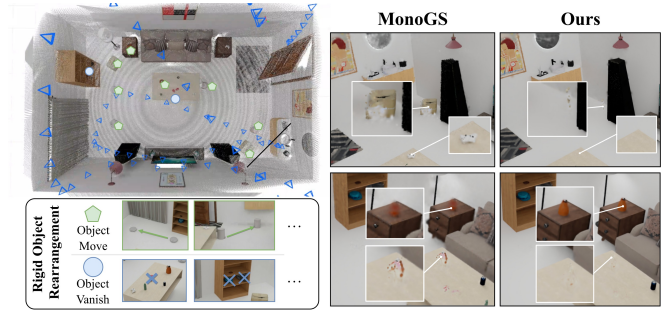 MonoGS
Ours
Rigid Object
Rearrangement
Object
Move
...
Object
Vanish
...